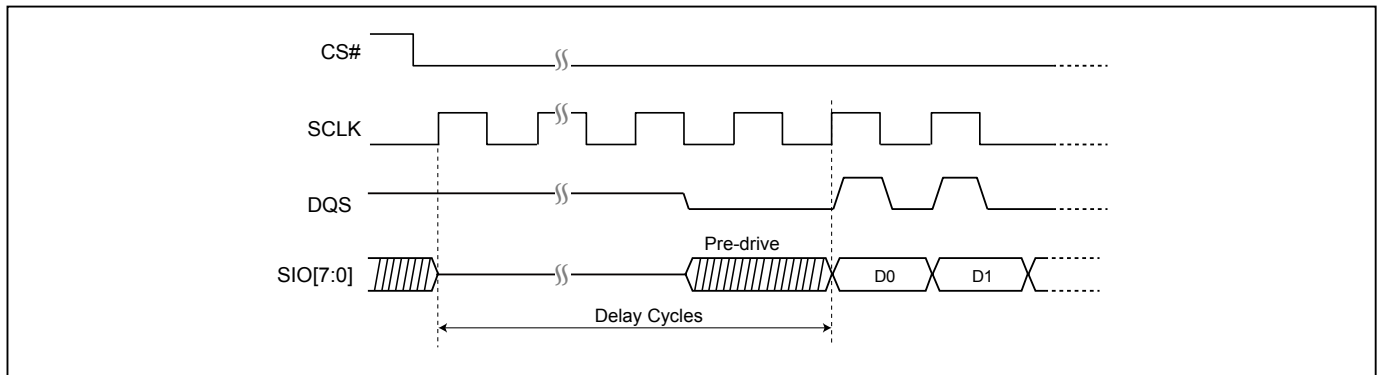 CS#
SCLK
DQS
Pre-drive
SIO[7:0]
D0
D1
Delay Cycles